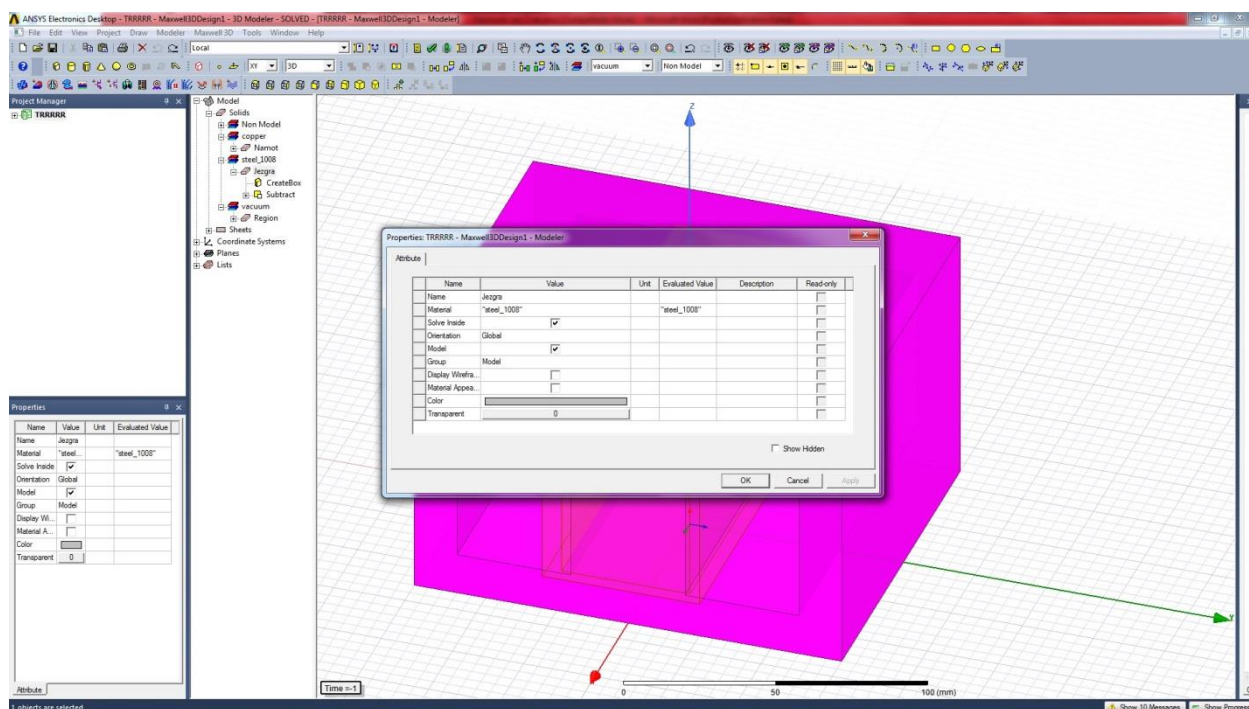 ANSYS Electronics Desktop - TRRRRR - Maxwell3DDesign1 - 3D Modeler - SOLVED - [TRRRRR - Maxwell3DDesign1 - Modeler]
File Edit View Project Draw Modeler Maxwell 3D Tools Window Help
Local
XY 3D vacuum Non Model
Project Manager
TRRRRR
Model
Solids
Non Model
copper
Namot
steel_1008
Jezgra
CreateBox
Subtract
vacuum
Region
Sheets
Coordinate Systems
Planes
Lists
Z
Properties: TRRRRR - Maxwell3DDesign1 - Modeler
Attribute
Name Value Unit Evaluated Value Description Read-only
Name Jezgra
Material "steel_1008" "steel_1008"
Solve Inside
Orientation Global
Model
Group Model
Display Wirefra...
Material Appea...
Color
Transparent 0
Show Hidden
OK Cancel Apply
Properties
Name Value Unit Evaluated Value
Name Jezgra
Material "steel... "steel_1008"
Solve Inside
Orientation Global
Model
Group Model
Display Wi...
Material A...
Color
Transparent 0
Attribute
Y
Time =-1
0 50 100 (mm)
1 objects are selected
Show 10 Messages Show Progress